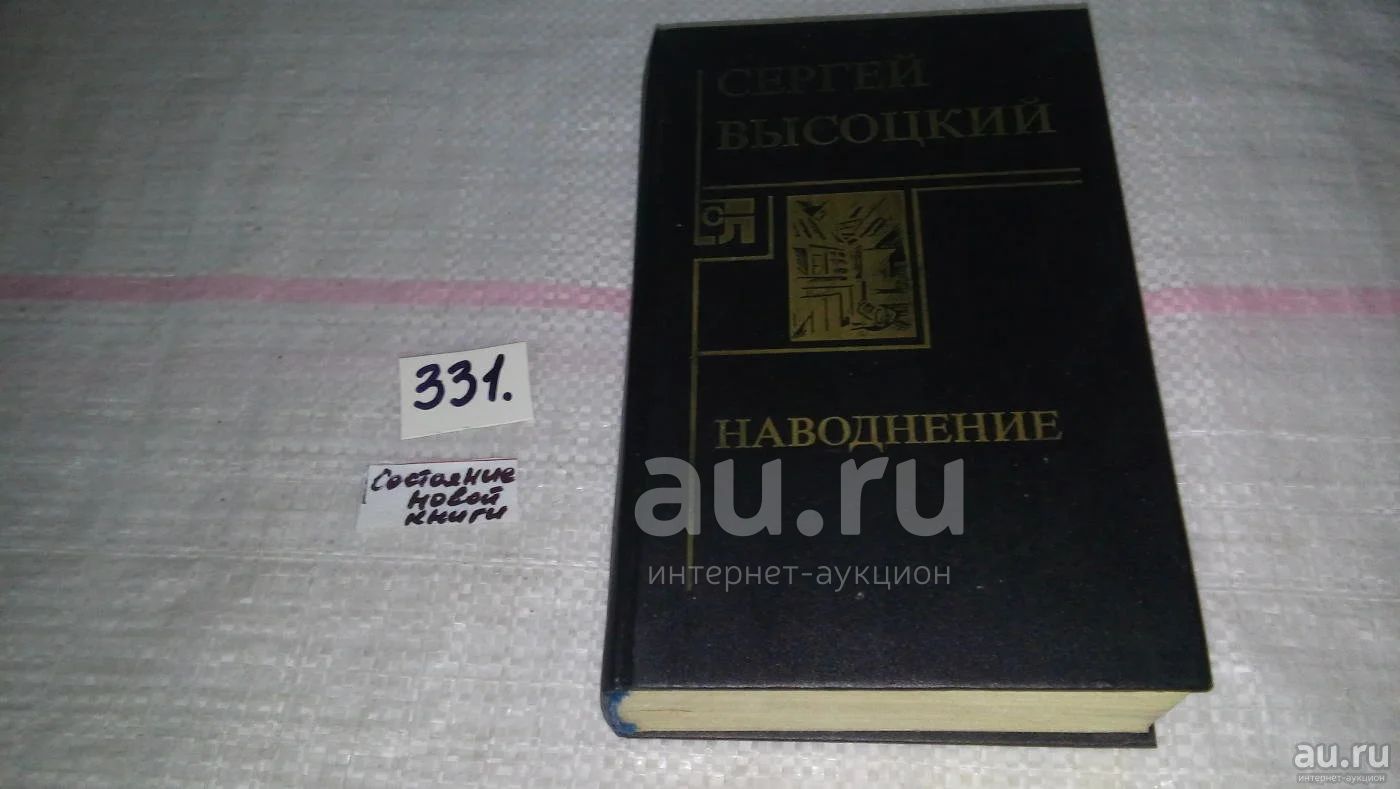 СЕРГЕЙ
ВЫСОЦКИЙ
НАВОДНЕНИЕ
331.
Состояние
новой
книги
au.ru
интернет-аукцион
au.ru
интернет-аукцион